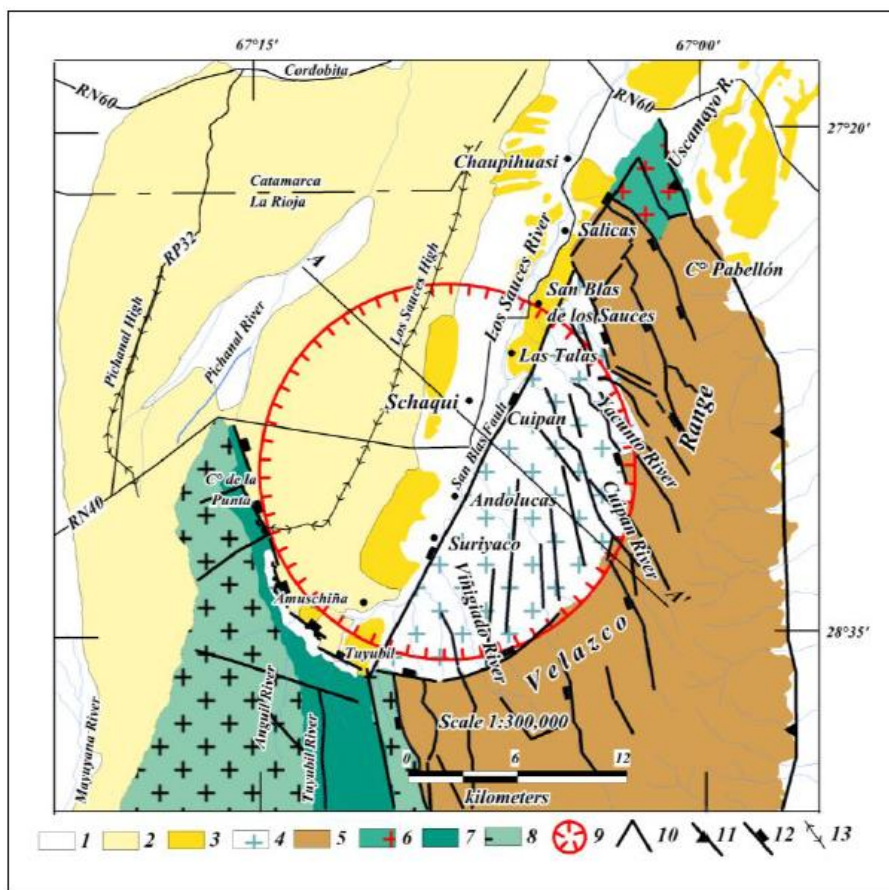 67°15'
67°00'
Cordobita
RN60
RN60
Uscamayo R.
27°20'
Chaupihuasi
Catamarca
La Rioja
RP32
Salicas
A
Los Sauces High
Los Sauces River
C° Pabellón
Pichanal High
Pichanal River
San Blas
de los Sauces
Las Talas
Schaqui
Cuipan
Yacunto River
Range
San Blas Fault
C° de la
Punta
RN40
Andolucas
Cuipan River
Suriyaco
Amuschiña
Viñigiado River
A'
28°35'
Tuyubil
Velazco
Mayuyana River
Anguil River
Tuyubil River
Scale 1:300,000
0 6 12
kilometers
1 2 3 4 5 6 7 8 9 10 11 12 13